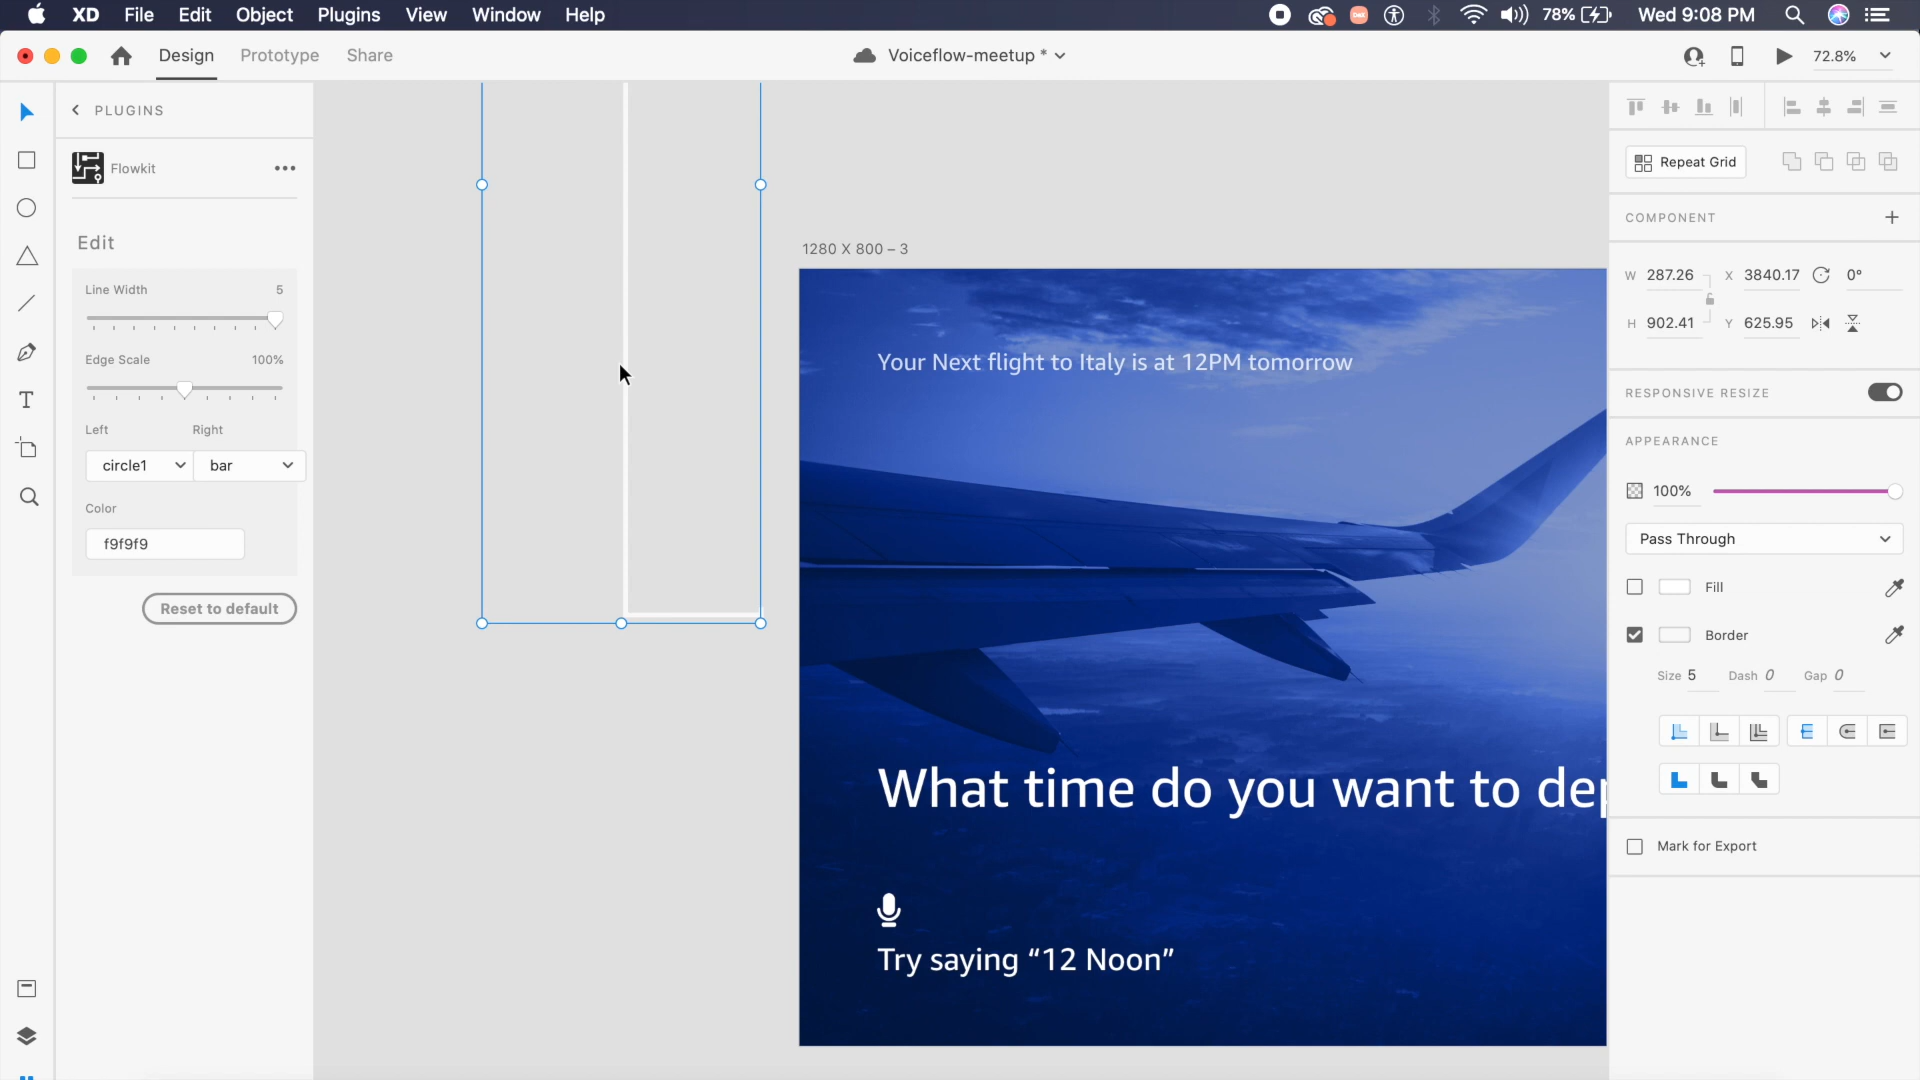 XD File Edit Object Plugins View Window Help
78% Wed 9:08 PM
Design Prototype Share
Voiceflow-meetup *
72.8%
PLUGINS
Flowkit
Edit
Line Width 5
Edge Scale 100%
Left Right
circle1 bar
Color
f9f9f9
Reset to default
1280 X 800 – 3
Your Next flight to Italy is at 12PM tomorrow
What time do you want to dep
Try saying “12 Noon”
Repeat Grid
COMPONENT
W 287.26 X 3840.17 0°
H 902.41 Y 625.95
RESPONSIVE RESIZE
APPEARANCE
100%
Pass Through
Fill
Border
Size 5 Dash 0 Gap 0
Mark for Export